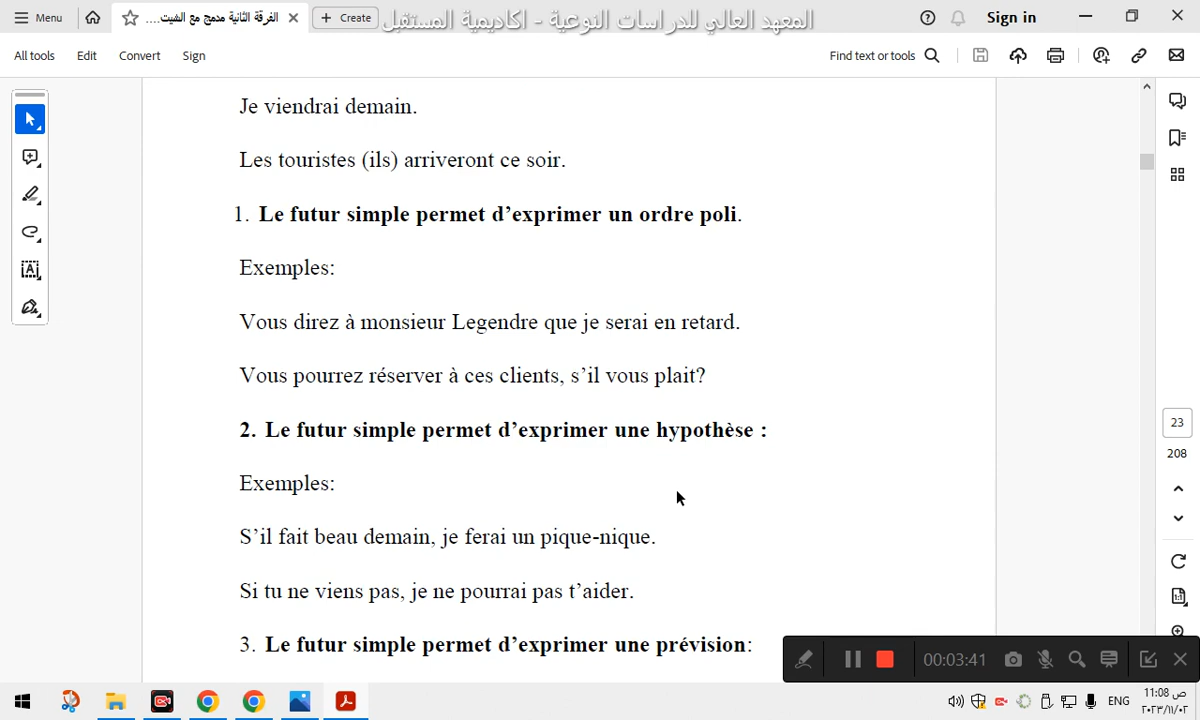 Menu
الفرقة الثانية مدمج مع الشيت....
Create
المعهد العالي للدراسات النوعية - اكاديمية المستقبل
Sign in
All tools Edit Convert Sign
Find text or tools
Je viendrai demain.
Les touristes (ils) arriveront ce soir.
1. Le futur simple permet d’exprimer un ordre poli.
Exemples:
Vous direz à monsieur Legendre que je serai en retard.
Vous pourrez réserver à ces clients, s’il vous plait?
2. Le futur simple permet d’exprimer une hypothèse :
23
208
Exemples:
S’il fait beau demain, je ferai un pique-nique.
Si tu ne viens pas, je ne pourrai pas t’aider.
3. Le futur simple permet d’exprimer une prévision:
00:03:41
ENG
11:08 ص
٢٠٢٣/١١/٠٢